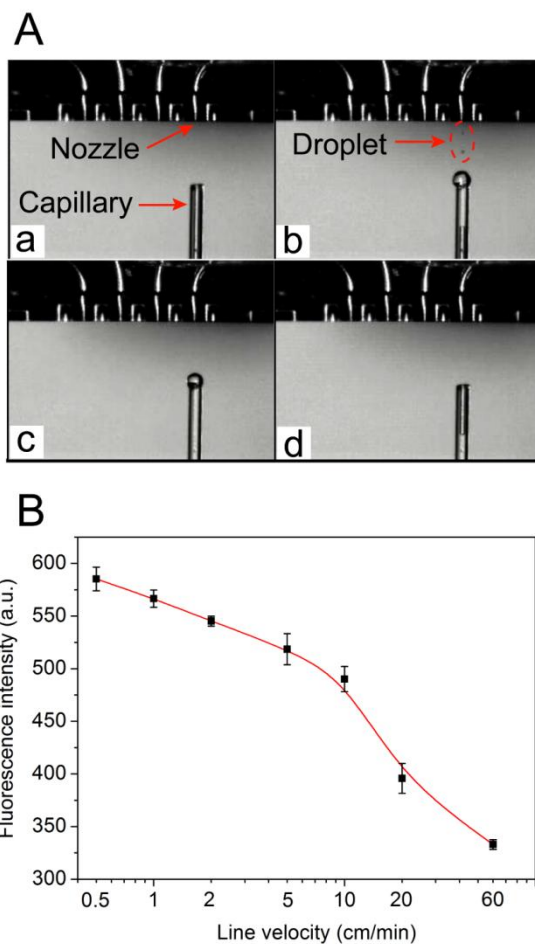 A
Nozzle
Capillary
a
Droplet
b
c
d
B
600
550
500
450
400
350
300
Fluorescence intensity (a.u.)
0.5 1 2 5 10 20 60
Line velocity (cm/min)